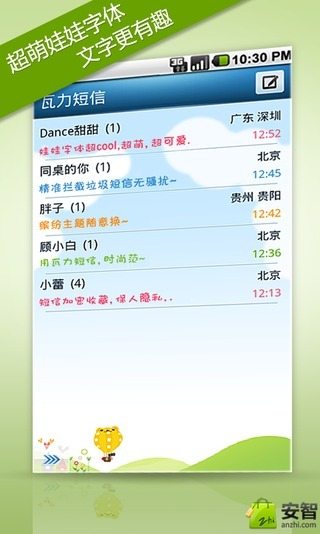 超萌娃娃字体
文字更有趣
3G 10:30 PM
瓦力短信
Dance甜甜 (1) 广东 深圳
娃娃字体超cool,超萌,超可爱. 12:52
同桌的你 (1) 北京
精准拦截垃圾短信无骚扰~ 12:45
胖子 (1) 贵州 贵阳
缤纷主题随意换~ 12:42
顾小白 (1) 北京
用瓦力短信,时尚范~ 12:36
小蕾 (4) 北京
短信加密收藏,保人隐私.. 12:13
安智
anzhi.com
zhi